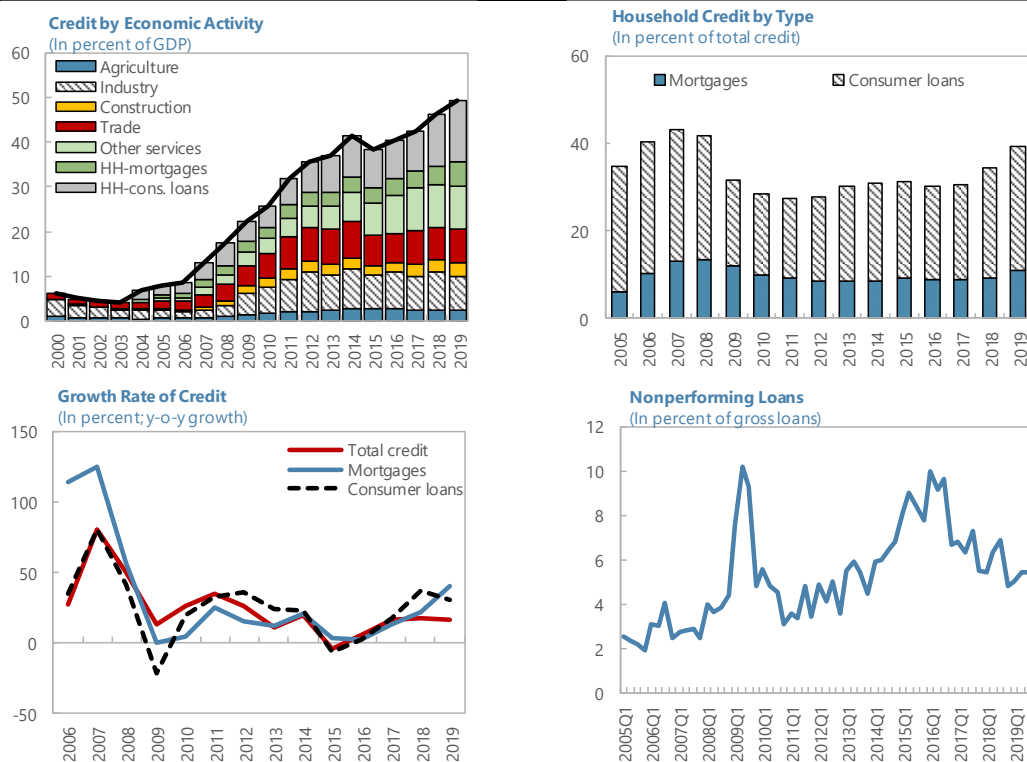 Credit by Economic Activity
(In percent of GDP)
60
50
40
30
20
10
0
Agriculture
Industry
Construction
Trade
Other services
HH-mortgages
HH-cons. loans
2000
2001
2002
2003
2004
2005
2006
2007
2008
2009
2010
2011
2012
2013
2014
2015
2016
2017
2018
2019
Household Credit by Type
(In percent of total credit)
60
40
20
0
Mortgages
Consumer loans
2005
2006
2007
2008
2009
2010
2011
2012
2013
2014
2015
2016
2017
2018
2019
Growth Rate of Credit
(In percent; y-o-y growth)
150
100
50
0
-50
Total credit
Mortgages
Consumer loans
2006
2007
2008
2009
2010
2011
2012
2013
2014
2015
2016
2017
2018
2019
Nonperforming Loans
(In percent of gross loans)
12
10
8
6
4
2
0
2005Q1
2006Q1
2007Q1
2008Q1
2009Q1
2010Q1
2011Q1
2012Q1
2013Q1
2014Q1
2015Q1
2016Q1
2017Q1
2018Q1
2019Q1